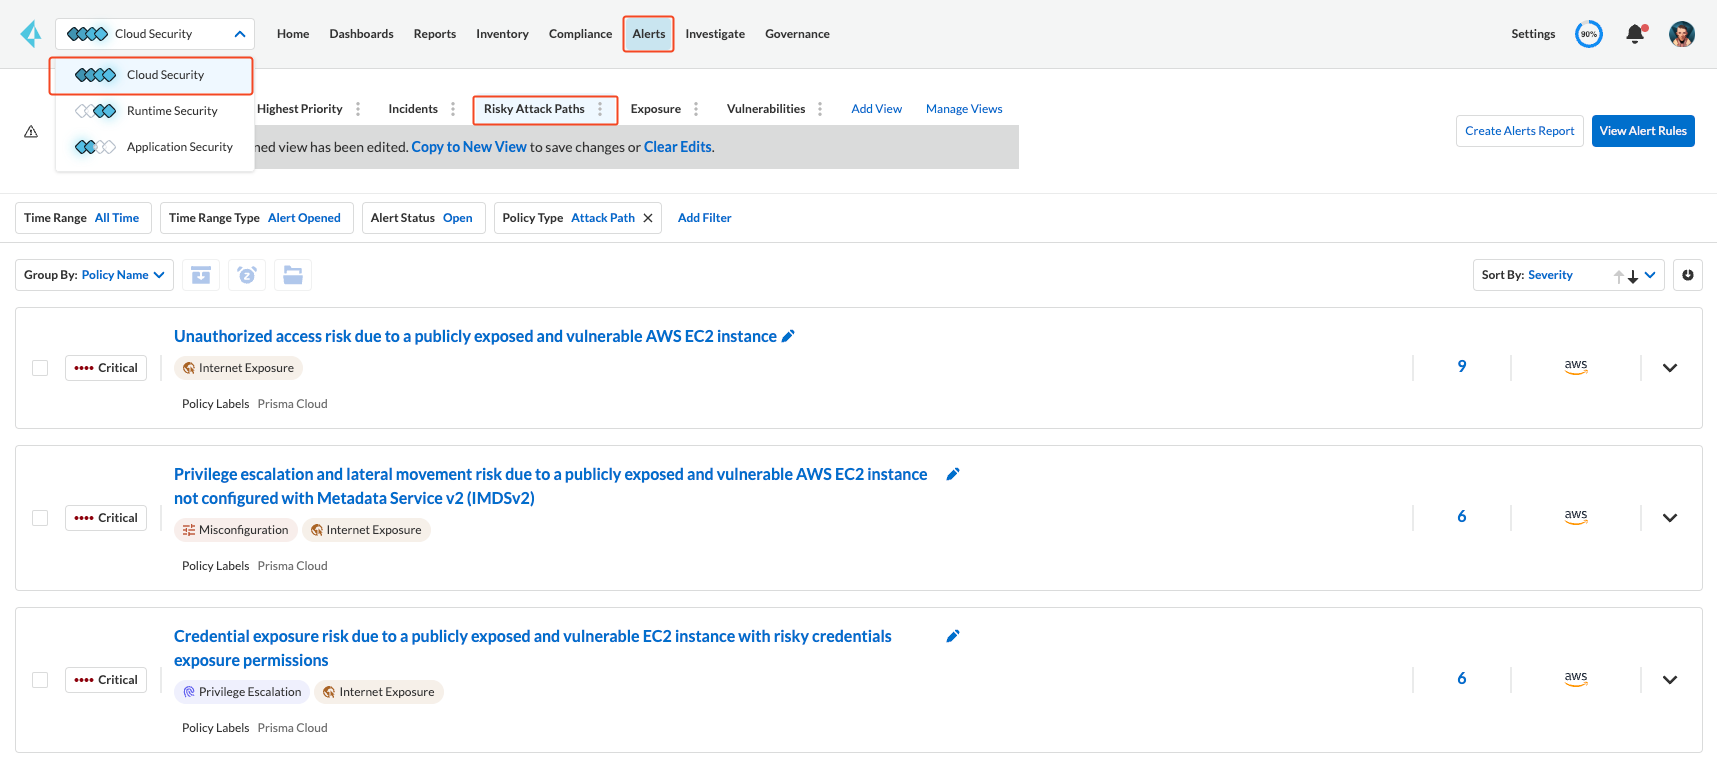 Cloud Security
Home
Dashboards
Reports
Inventory
Compliance
Alerts
Investigate
Governance
Settings
90%
Cloud Security
Runtime Security
Application Security
Highest Priority
Incidents
Risky Attack Paths
Exposure
Vulnerabilities
Add View
Manage Views
ned view has been edited. Copy to New View to save changes or Clear Edits.
Create Alerts Report
View Alert Rules
Time Range All Time
Time Range Type Alert Opened
Alert Status Open
Policy Type Attack Path
Add Filter
Group By: Policy Name
Sort By: Severity
Unauthorized access risk due to a publicly exposed and vulnerable AWS EC2 instance
Critical
Internet Exposure
9
aws
Policy Labels Prisma Cloud
Privilege escalation and lateral movement risk due to a publicly exposed and vulnerable AWS EC2 instance
not configured with Metadata Service v2 (IMDSv2)
Critical
Misconfiguration
Internet Exposure
6
aws
Policy Labels Prisma Cloud
Credential exposure risk due to a publicly exposed and vulnerable EC2 instance with risky credentials
exposure permissions
Critical
Privilege Escalation
Internet Exposure
6
aws
Policy Labels Prisma Cloud